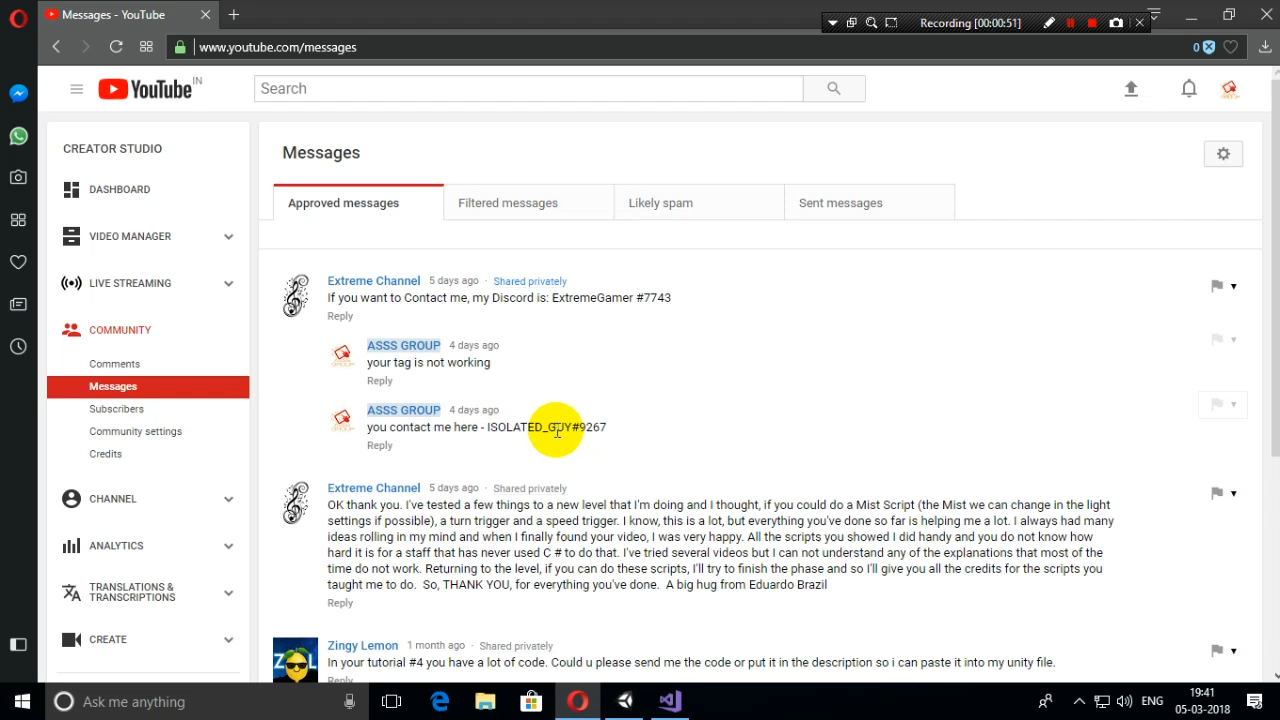 Messages - YouTube
Recording [00:00:51]
www.youtube.com/messages
0
YouTube IN
Search
CREATOR STUDIO
DASHBOARD
VIDEO MANAGER
LIVE STREAMING
COMMUNITY
Comments
Messages
Subscribers
Community settings
Credits
CHANNEL
ANALYTICS
TRANSLATIONS &
TRANSCRIPTIONS
CREATE
Messages
Approved messages
Filtered messages
Likely spam
Sent messages
Extreme Channel 5 days ago · Shared privately
If you want to Contact me, my Discord is: ExtremeGamer #7743
Reply
ASSS GROUP 4 days ago
your tag is not working
Reply
ASSS GROUP 4 days ago
you contact me here - ISOLATED_GUY#9267
Reply
Extreme Channel 5 days ago · Shared privately
OK thank you. I've tested a few things to a new level that I'm doing and I thought, if you could do a Mist Script (the Mist we can change in the light
settings if possible), a turn trigger and a speed trigger. I know, this is a lot, but everything you've done so far is helping me a lot. I always had many
ideas rolling in my mind and when I finally found your video, I was very happy. All the scripts you showed I did handy and you do not know how
hard it is for a staff that has never used C # to do that. I've tried several videos but I can not understand any of the explanations that most of the
time do not work. Returning to the level, if you can do these scripts, I'll try to finish the phase and so I'll give you all the credits for the scripts you
taught me to do. So, THANK YOU, for everything you've done. A big hug from Eduardo Brazil
Reply
Zingy Lemon 1 month ago · Shared privately
In your tutorial #4 you have a lot of code. Could u please send me the code or put it in the description so i can paste it into my unity file.
Reply
Ask me anything
ENG
19:41
05-03-2018